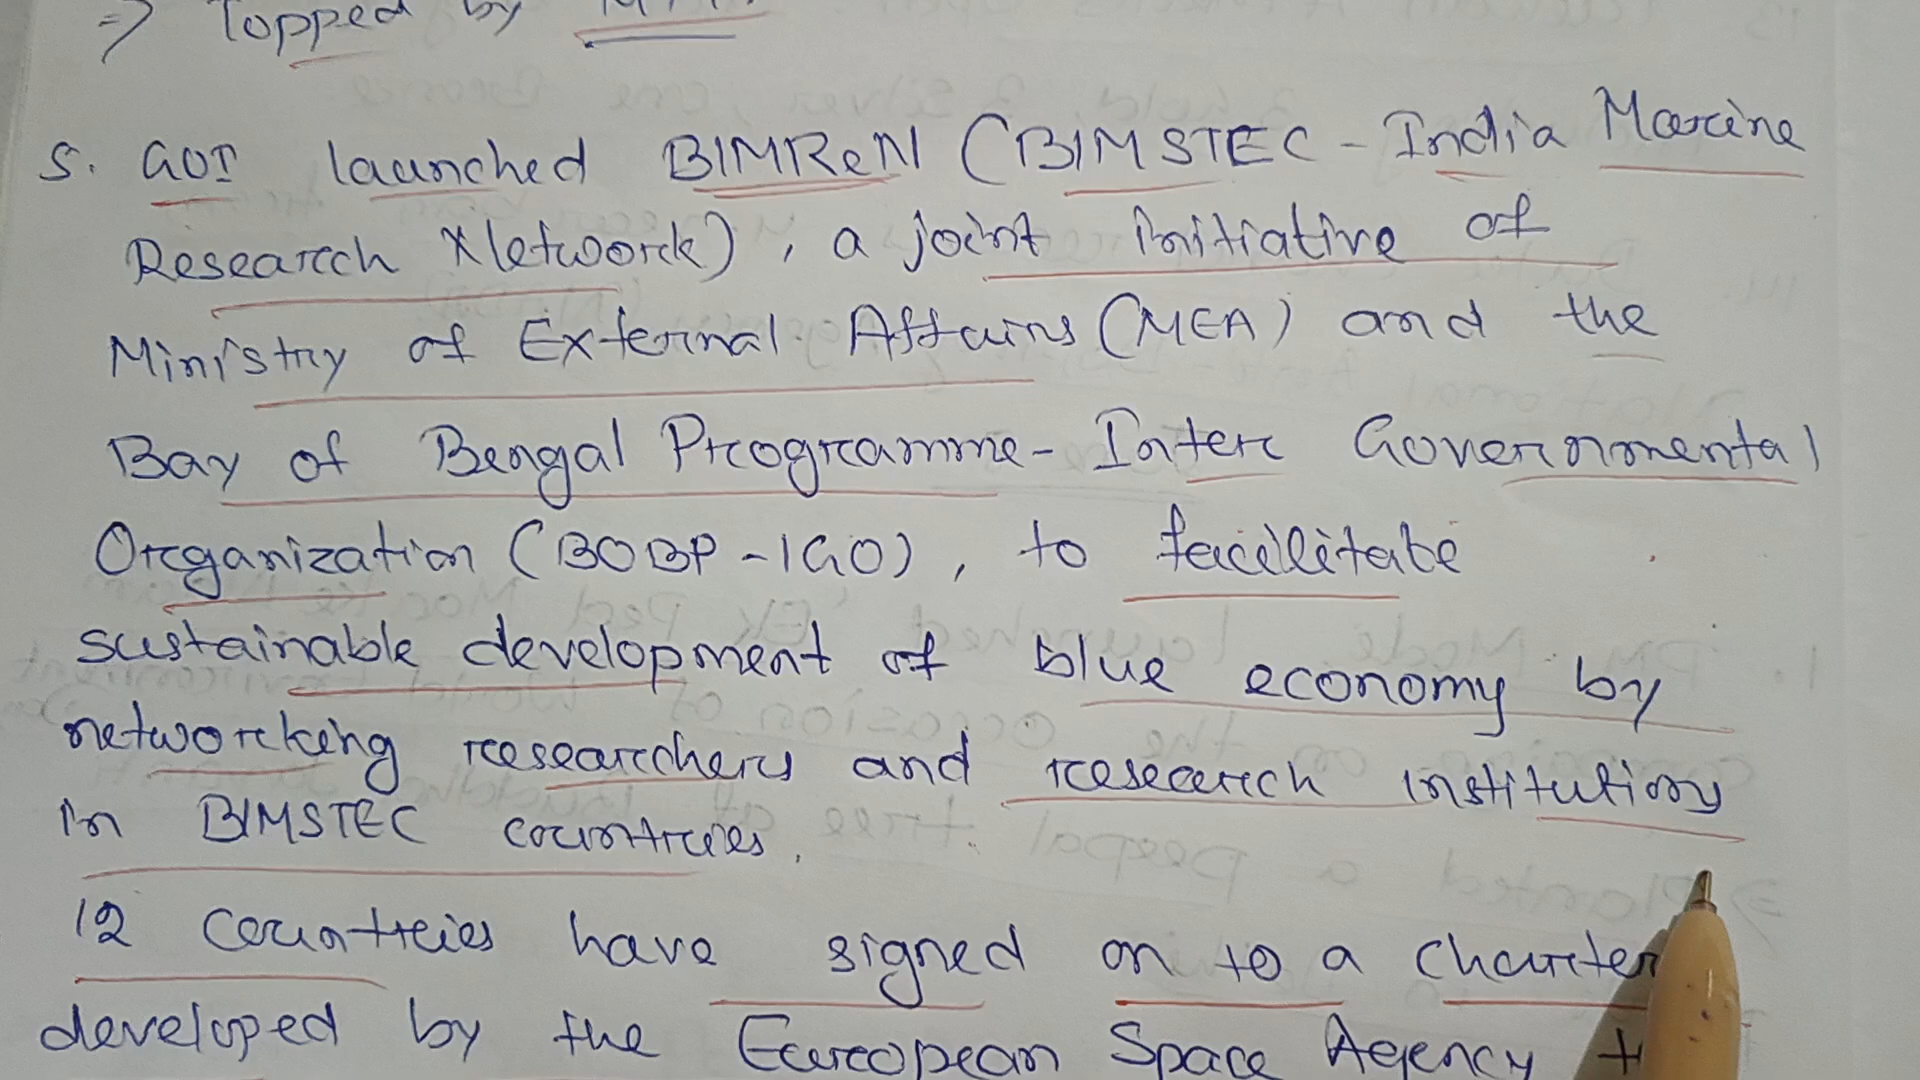 => Topped by
5. GOI launched BIMReN (BIMSTEC - India Marine
Research Network), a joint initiative of
Ministry of External Affairs (MEA) and the
Bay of Bengal Programme - Inter Governmental
Organization (BOBP-IGO), to facilitate
sustainable development of blue economy by
networking researchers and research institutions
in BIMSTEC countries.
12 countries have signed on to a charter
developed by the European Space Agency